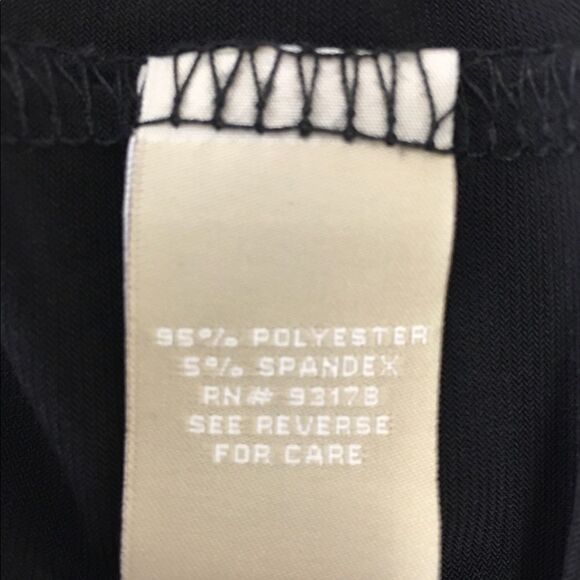 95% POLYESTER
5% SPANDEX
RN# 93178
SEE REVERSE
FOR CARE